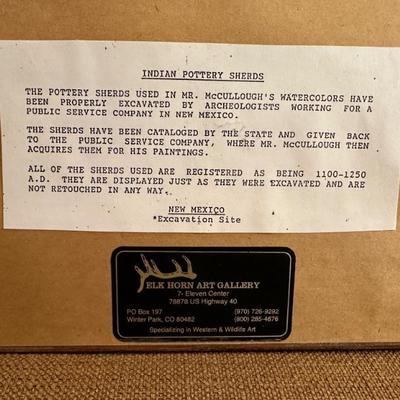 INDIAN POTTERY SHERDS
THE POTTERY SHERDS USED IN MR. McCULLOUGH'S WATERCOLORS HAVE
BEEN PROPERLY EXCAVATED BY ARCHEOLOGISTS WORKING FOR A
PUBLIC SERVICE COMPANY IN NEW MEXICO.
THE SHERDS HAVE BEEN CATALOGED BY THE STATE AND GIVEN BACK
TO THE PUBLIC SERVICE COMPANY, WHERE MR. McCULLOUGH THEN
ACQUIRES THEM FOR HIS PAINTINGS.
ALL OF THE SHERDS USED ARE REGISTERED AS BEING 1100-1250
A.D. THEY ARE DISPLAYED JUST AS THEY WERE EXCAVATED AND ARE
NOT RETOUCHED IN ANY WAY.
NEW MEXICO
*Excavation Site
ELK HORN ART GALLERY
7- Eleven Center
78878 US Highway 40
PO Box 197 (970) 726-9292
Winter Park, CO 80482 (800) 285-4676
Specializing in Western & Wildlife Art